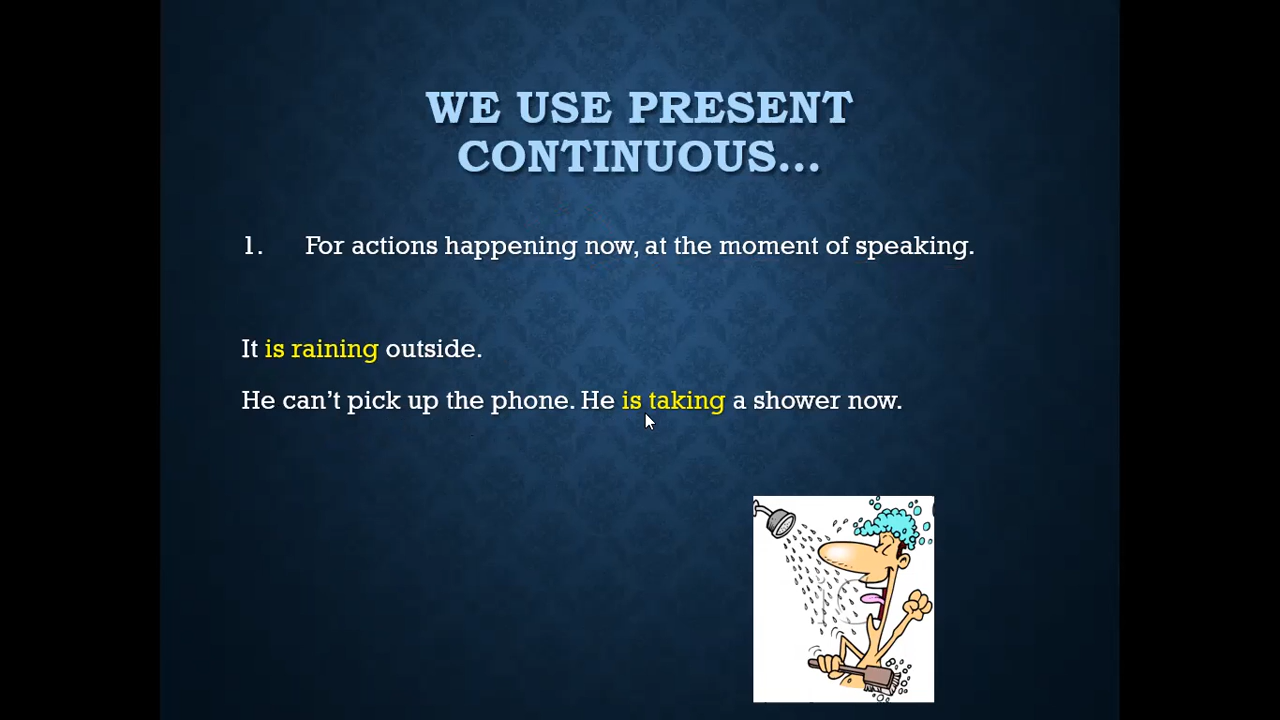 WE USE PRESENT
CONTINUOUS...
1. For actions happening now, at the moment of speaking.
It is raining outside.
He can't pick up the phone. He is taking a shower now.